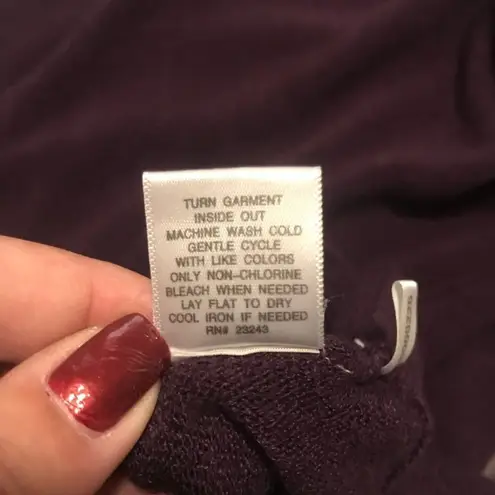 TURN GARMENT
INSIDE OUT
MACHINE WASH COLD
GENTLE CYCLE
WITH LIKE COLORS
ONLY NON-CHLORINE
BLEACH WHEN NEEDED
LAY FLAT TO DRY
COOL IRON IF NEEDED
RN# 23243